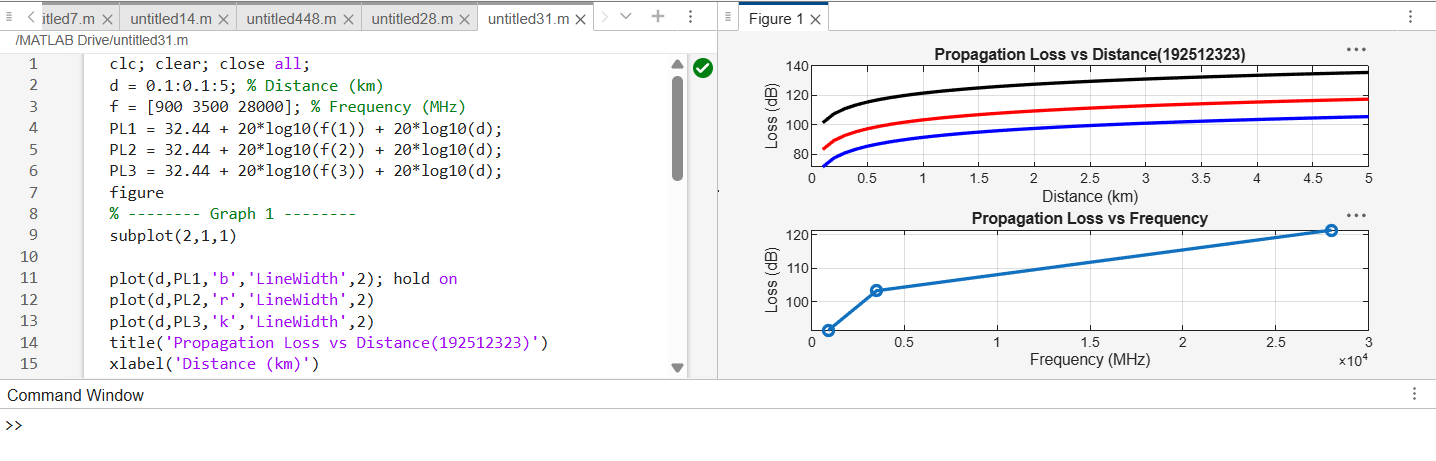 itled7.m × untitled14.m × untitled448.m × untitled28.m × untitled31.m ×
/MATLAB Drive/untitled31.m
1 clc; clear; close all;
2 d = 0.1:0.1:5; % Distance (km)
3 f = [900 3500 28000]; % Frequency (MHz)
4 PL1 = 32.44 + 20*log10(f(1)) + 20*log10(d);
5 PL2 = 32.44 + 20*log10(f(2)) + 20*log10(d);
6 PL3 = 32.44 + 20*log10(f(3)) + 20*log10(d);
7 figure
8 % -------- Graph 1 --------
9 subplot(2,1,1)
10
11 plot(d,PL1,'b','LineWidth',2); hold on
12 plot(d,PL2,'r','LineWidth',2)
13 plot(d,PL3,'k','LineWidth',2)
14 title('Propagation Loss vs Distance(192512323)')
15 xlabel('Distance (km)')
Figure 1 ×
Propagation Loss vs Distance(192512323)
Loss (dB)
140
120
100
80
0 0.5 1 1.5 2 2.5 3 3.5 4 4.5 5
Distance (km)
Propagation Loss vs Frequency
Loss (dB)
120
110
100
0 0.5 1 1.5 2 2.5 3
Frequency (MHz)
×10⁴
Command Window
>>